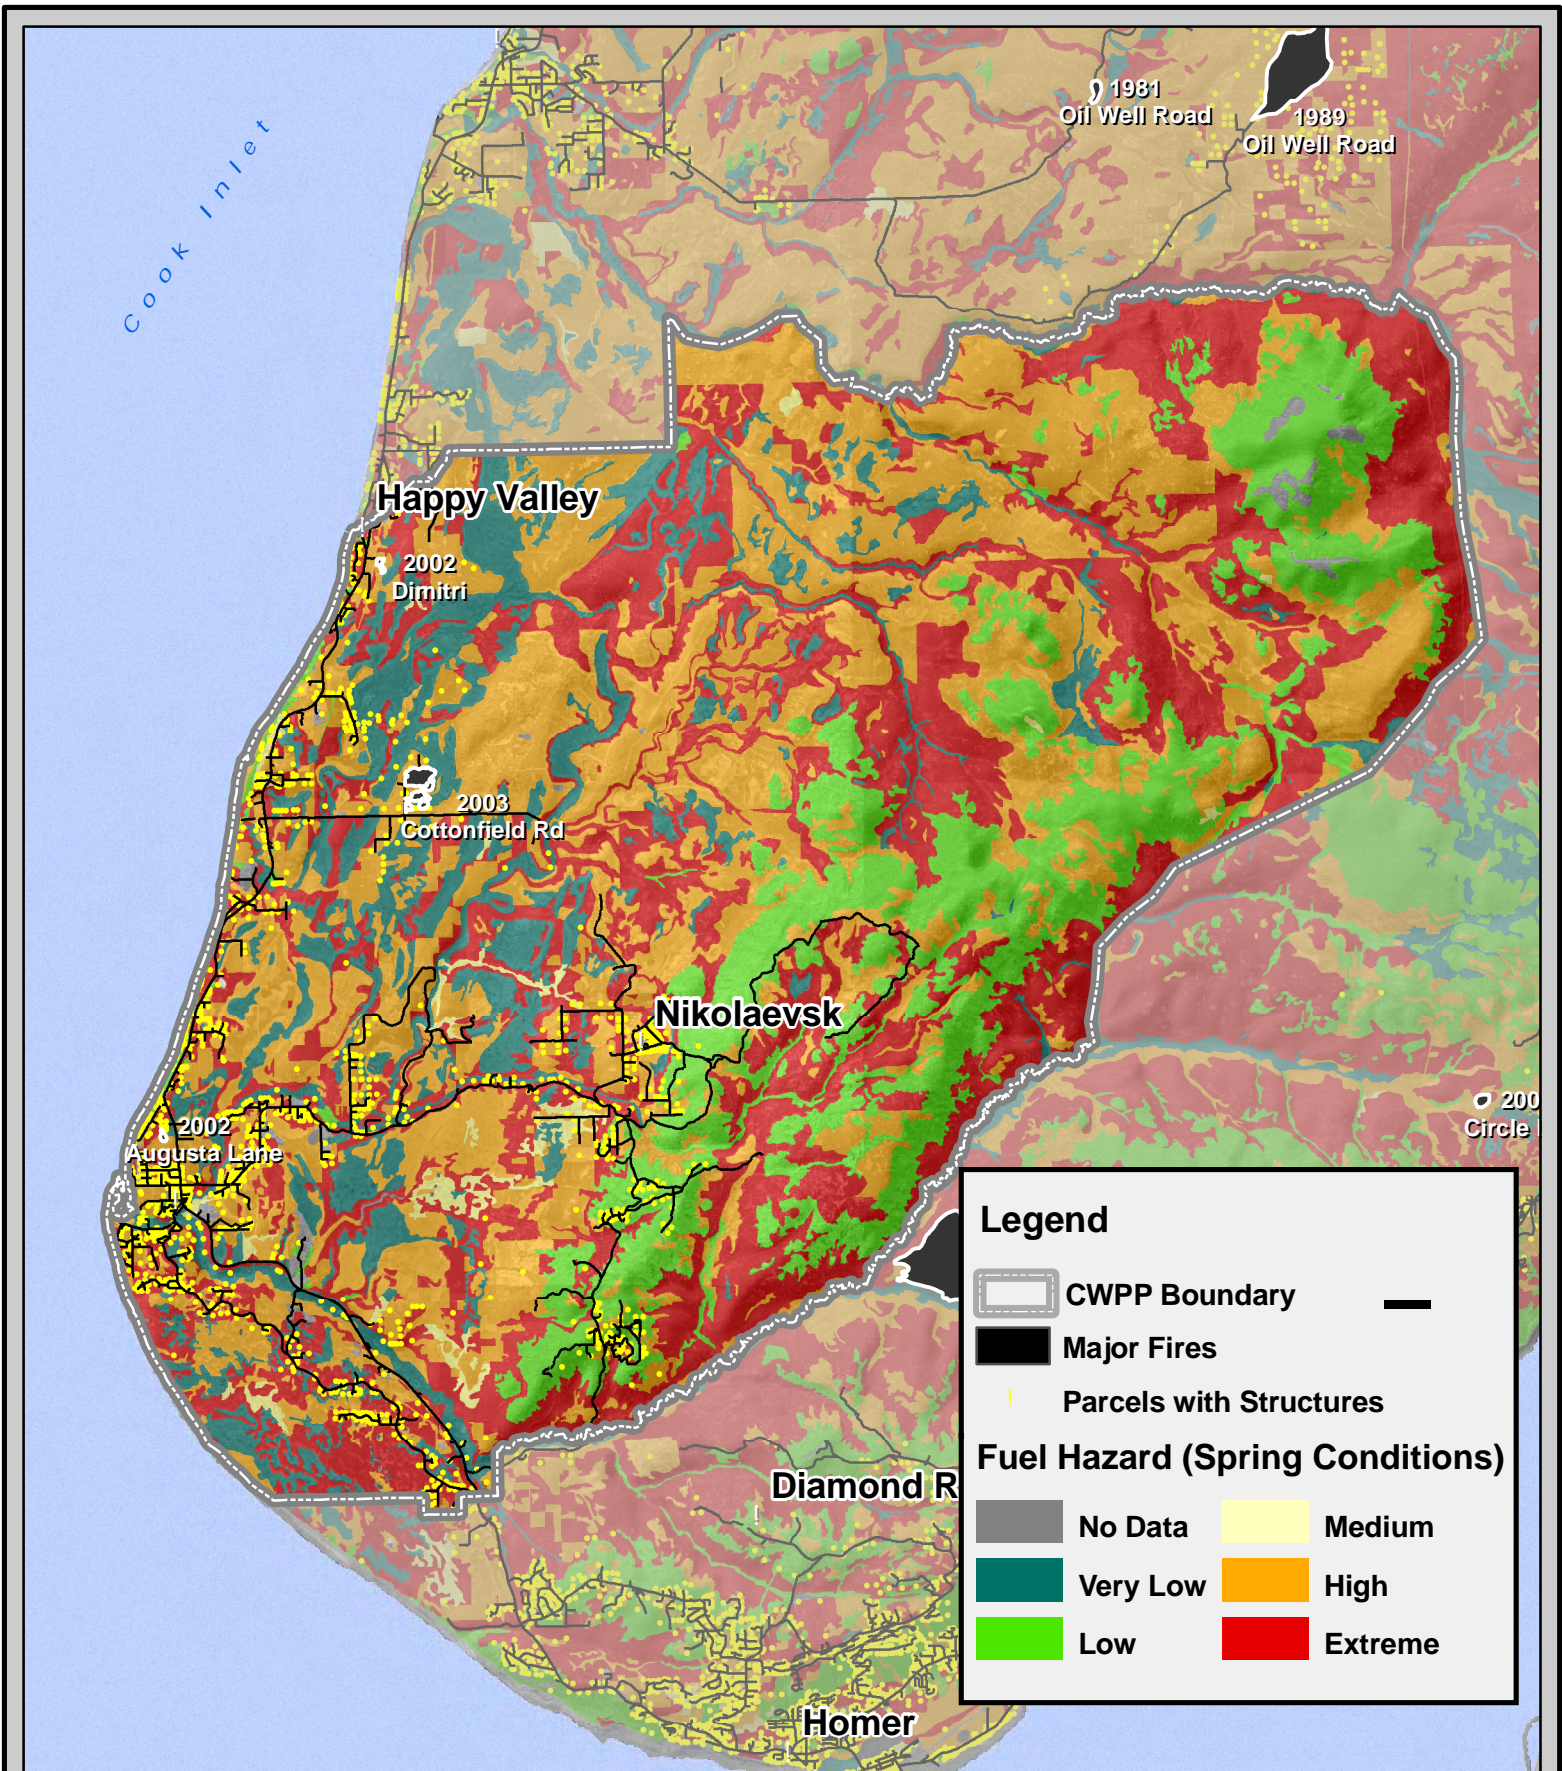 Cook Inlet
1981
Oil Well Road
1989
Oil Well Road
Happy Valley
2002
Dimitri
2003
Cottonfield Rd
Nikolaevsk
2002
Augusta Lane
200
Circle
Diamond R
Homer
Legend
CWPP Boundary
Major Fires
! Parcels with Structures
Fuel Hazard (Spring Conditions)
No Data
Medium
Very Low
High
Low
Extreme